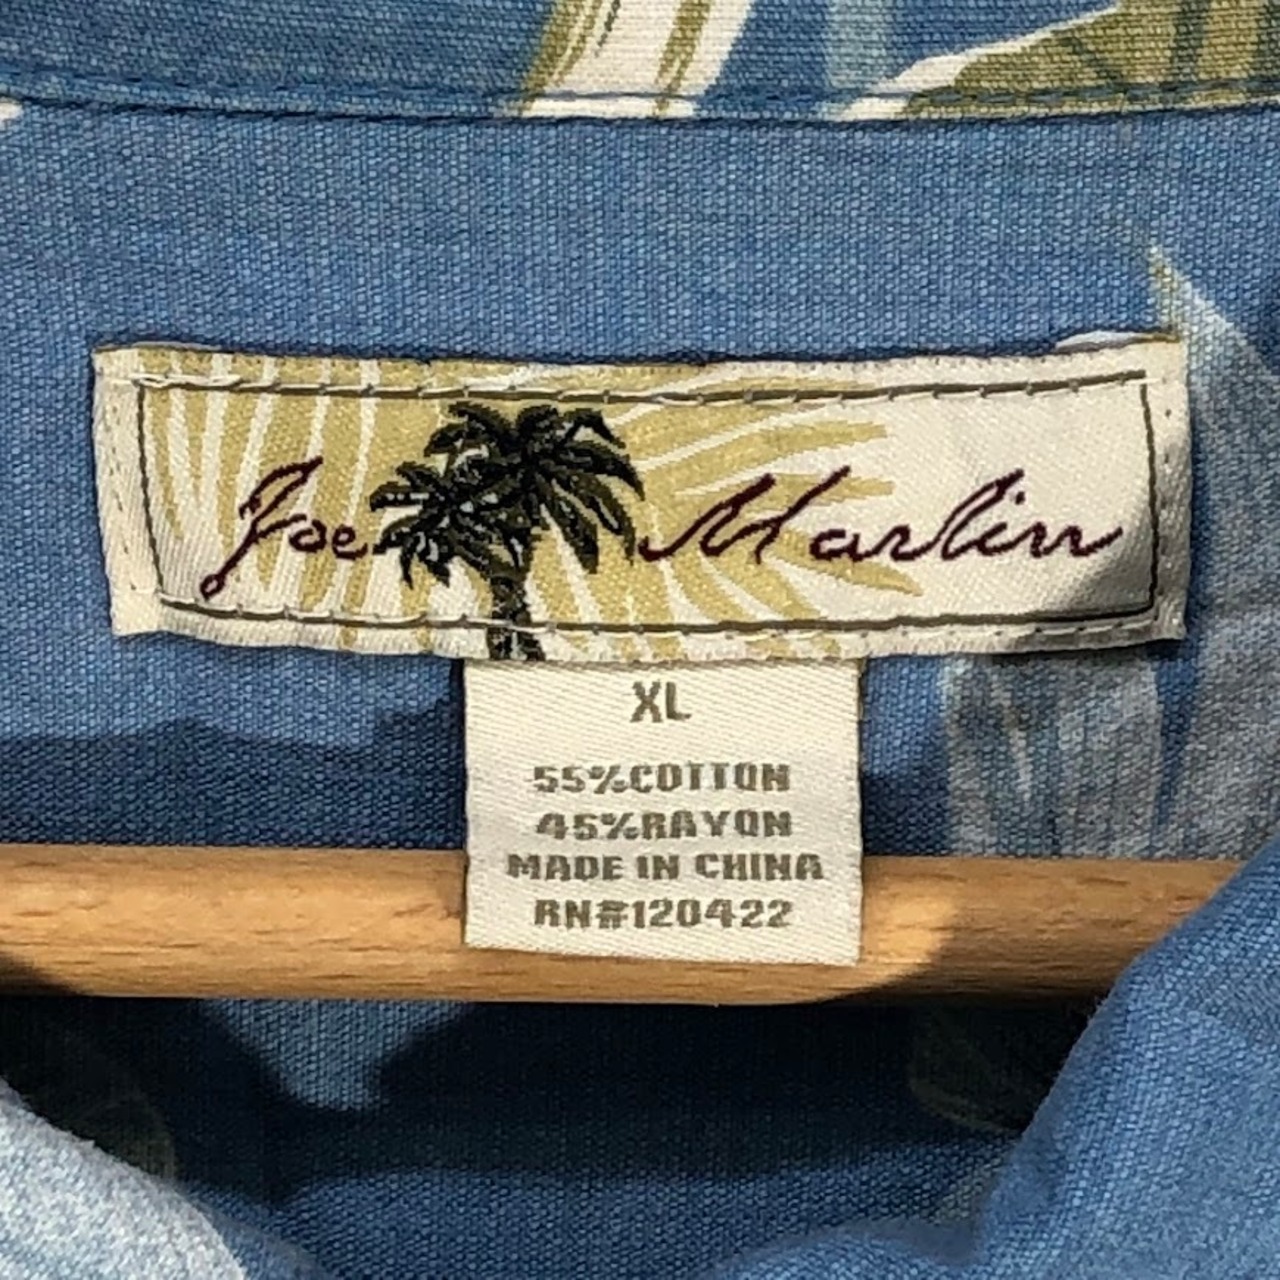 Joe Marlin
XL
55%COTTON
45%RAYON
MADE IN CHINA
RN#120422